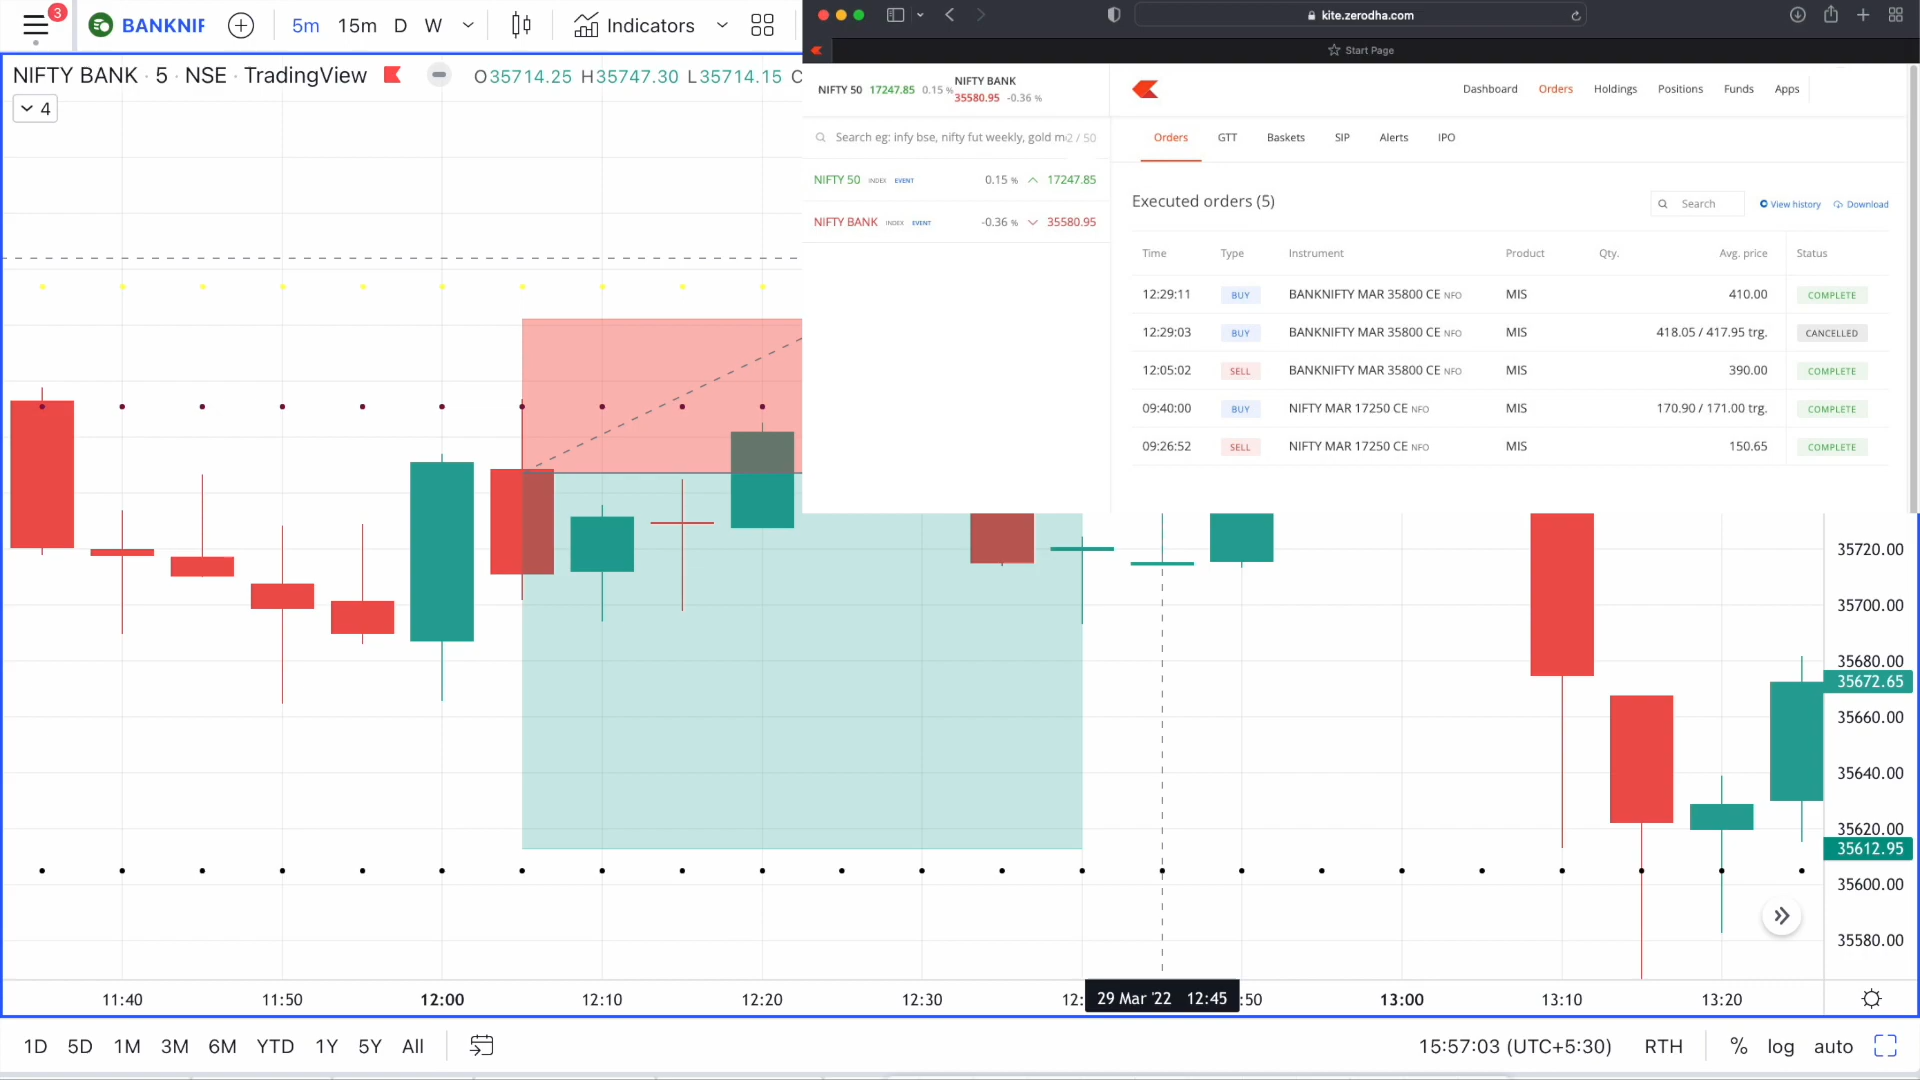 3
BANKNIF
5m 15m D W Indicators
NIFTY BANK · 5 · NSE · TradingView O35714.25 H35747.30 L35714.15 C
4
kite.zerodha.com
Start Page
NIFTY 50 17247.85 0.15 %
NIFTY BANK
35580.95 -0.36 %
Dashboard Orders Holdings Positions Funds Apps
Search eg: infy bse, nifty fut weekly, gold m 2 / 50
Orders GTT Baskets SIP Alerts IPO
NIFTY 50 INDEX EVENT 0.15 % 17247.85
NIFTY BANK INDEX EVENT -0.36 % 35580.95
Executed orders (5) Search View history Download
Time Type Instrument Product Qty. Avg. price Status
12:29:11 BUY BANKNIFTY MAR 35800 CE NFO MIS 410.00 COMPLETE
12:29:03 BUY BANKNIFTY MAR 35800 CE NFO MIS 418.05 / 417.95 trg. CANCELLED
12:05:02 SELL BANKNIFTY MAR 35800 CE NFO MIS 390.00 COMPLETE
09:40:00 BUY NIFTY MAR 17250 CE NFO MIS 170.90 / 171.00 trg. COMPLETE
09:26:52 SELL NIFTY MAR 17250 CE NFO MIS 150.65 COMPLETE
35720.00
35700.00
35680.00
35672.65
35660.00
35640.00
35620.00
35612.95
35600.00
35580.00
11:40 11:50 12:00 12:10 12:20 12:30 12: 29 Mar '22 12:45 :50 13:00 13:10 13:20
1D 5D 1M 3M 6M YTD 1Y 5Y All 15:57:03 (UTC+5:30) RTH % log auto